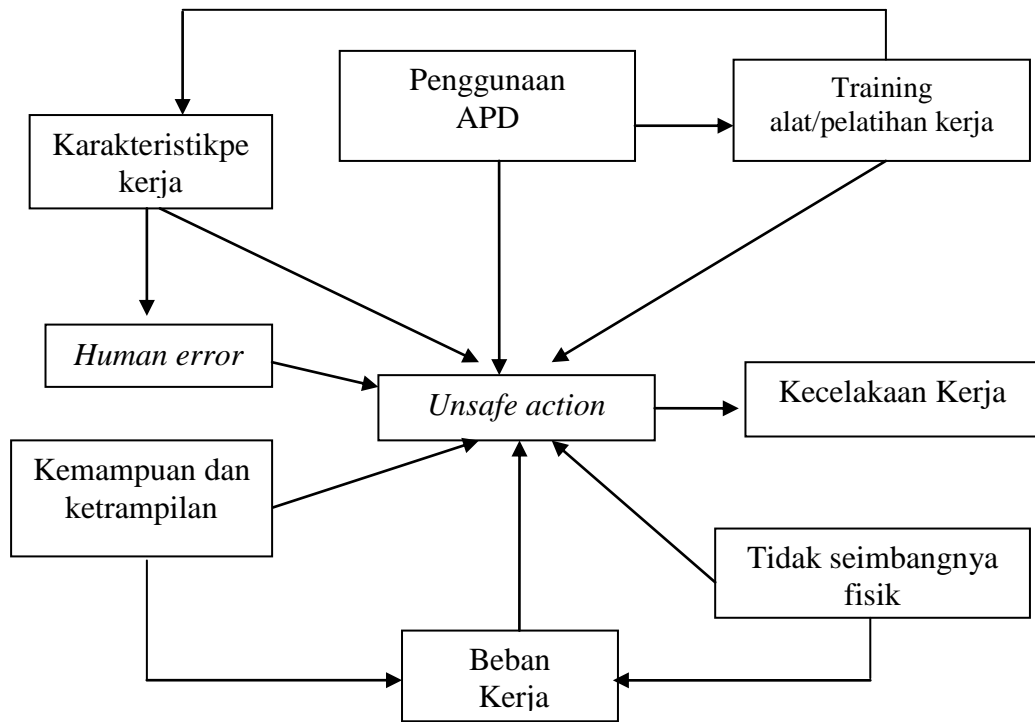 Penggunaan
APD
Training
alat/pelatihan kerja
Karakteristikpe
kerja
Human error
Unsafe action
Kecelakaan Kerja
Kemampuan dan
ketrampilan
Tidak seimbangnya
fisik
Beban
Kerja